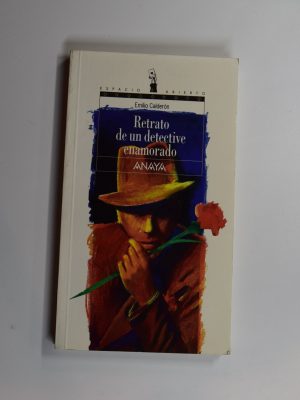 ESPACIO ABIERTO
Emilio Calderón
Retrato
de un detective
enamorado
ANAYA